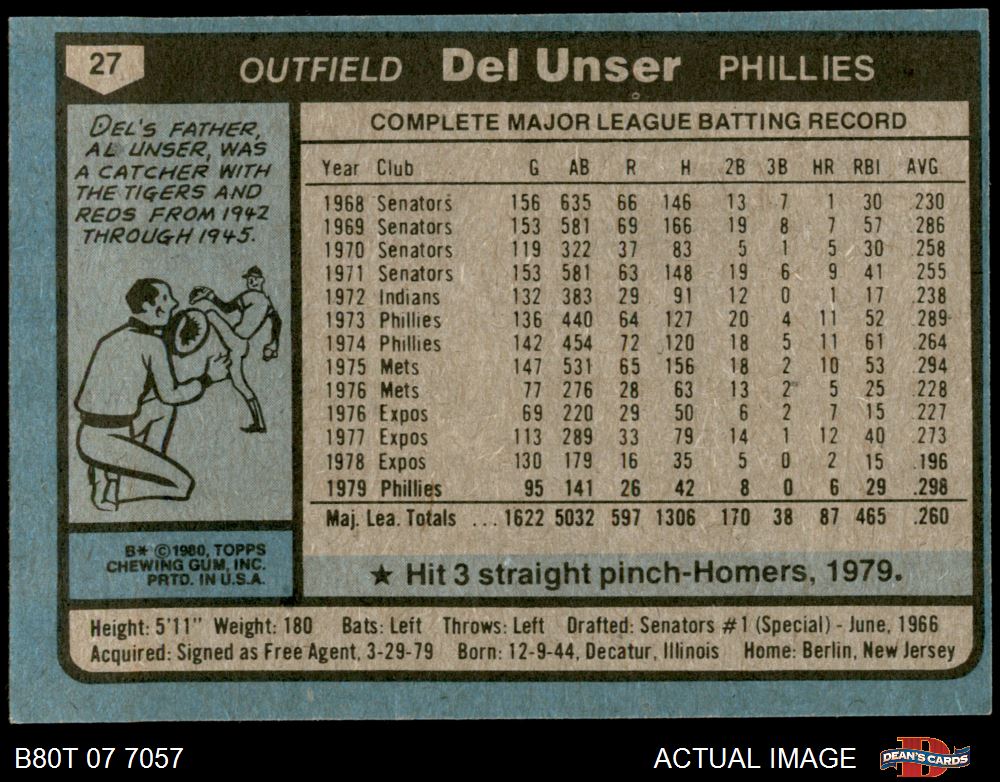 27 OUTFIELD Del Unser PHILLIES
DEL'S FATHER,
AL UNSER, WAS
A CATCHER WITH
THE TIGERS AND
REDS FROM 1942
THROUGH 1945.
B* © 1980, TOPPS
CHEWING GUM, INC.
PRTD. IN U.S.A.
COMPLETE MAJOR LEAGUE BATTING RECORD
Year Club G AB R H 2B 3B HR RBI AVG
1968 Senators 156 635 66 146 13 7 1 30 .230
1969 Senators 153 581 69 166 19 8 7 57 .286
1970 Senators 119 322 37 83 5 1 5 30 .258
1971 Senators 153 581 63 148 19 6 9 41 .255
1972 Indians 132 383 29 91 12 0 1 17 .238
1973 Phillies 136 440 64 127 20 4 11 52 .289
1974 Phillies 142 454 72 120 18 5 11 61 .264
1975 Mets 147 531 65 156 18 2 10 53 .294
1976 Mets 77 276 28 63 13 2 5 25 .228
1976 Expos 69 220 29 50 6 2 7 15 .227
1977 Expos 113 289 33 79 14 1 12 40 .273
1978 Expos 130 179 16 35 5 0 2 15 .196
1979 Phillies 95 141 26 42 8 0 6 29 .298
Maj. Lea. Totals ... 1622 5032 597 1306 170 38 87 465 .260
★ Hit 3 straight pinch-Homers, 1979.
Height: 5'11" Weight: 180 Bats: Left Throws: Left Drafted: Senators #1 (Special) - June, 1966
Acquired: Signed as Free Agent, 3-29-79 Born: 12-9-44, Decatur, Illinois Home: Berlin, New Jersey
B80T 07 7057 ACTUAL IMAGE DEAN'S CARDS